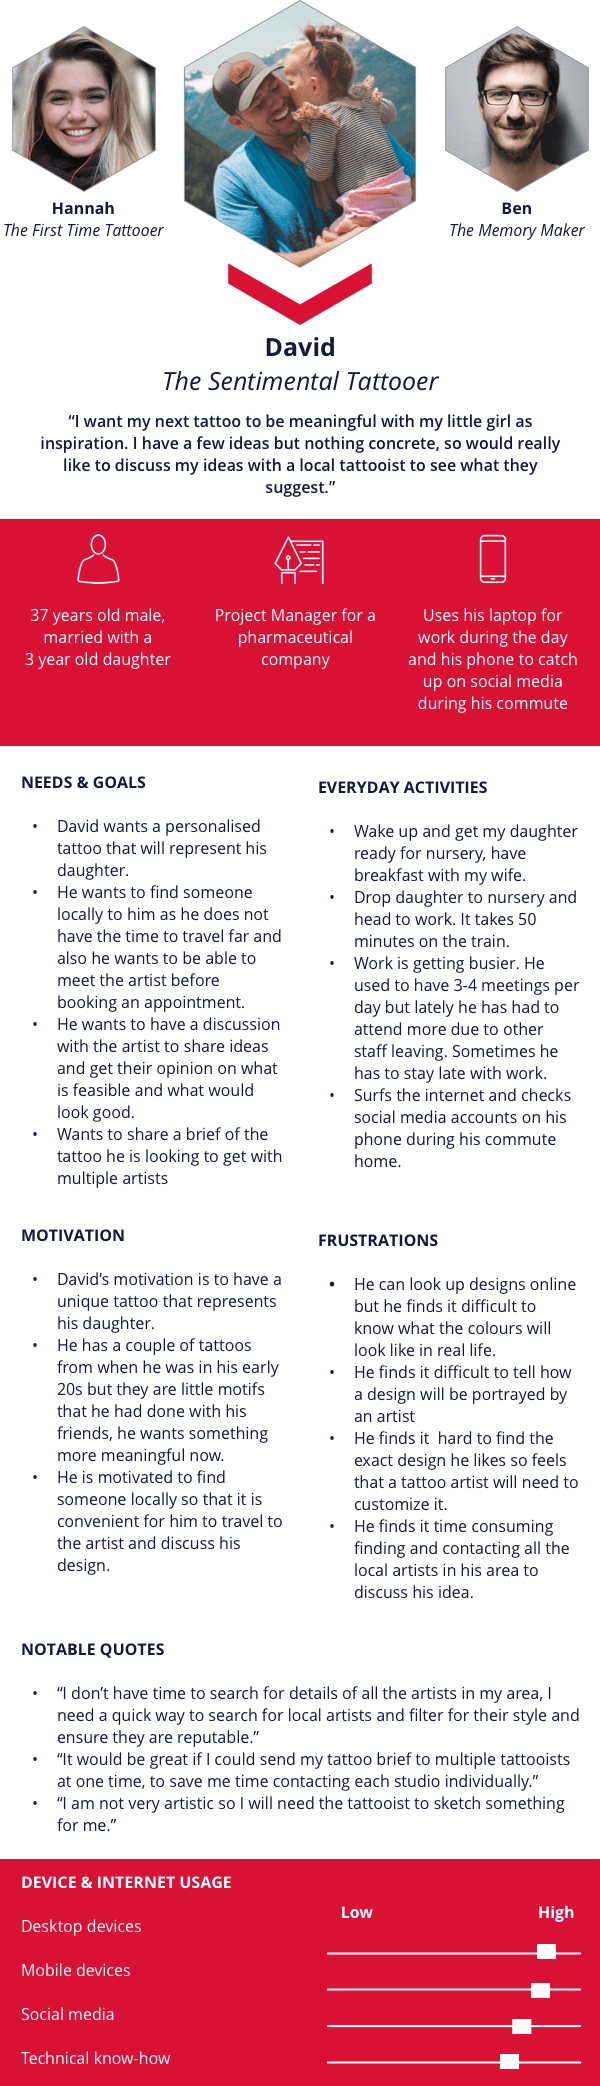 Hannah
The First Time Tattooer
Ben
The Memory Maker
David
The Sentimental Tattooer
“I want my next tattoo to be meaningful with my little girl as
inspiration. I have a few ideas but nothing concrete, so would really
like to discuss my ideas with a local tattooist to see what they
suggest.”
37 years old male,
married with a
3 year old daughter
Project Manager for a
pharmaceutical
company
Uses his laptop for
work during the day
and his phone to catch
up on social media
during his commute
NEEDS & GOALS
• David wants a personalised
tattoo that will represent his
daughter.
• He wants to find someone
locally to him as he does not
have the time to travel far and
also he wants to be able to
meet the artist before
booking an appointment.
• He wants to have a discussion
with the artist to share ideas
and get their opinion on what
is feasible and what would
look good.
• Wants to share a brief of the
tattoo he is looking to get with
multiple artists
EVERYDAY ACTIVITIES
• Wake up and get my daughter
ready for nursery, have
breakfast with my wife.
• Drop daughter to nursery and
head to work. It takes 50
minutes on the train.
• Work is getting busier. He
used to have 3-4 meetings per
day but lately he has had to
attend more due to other
staff leaving. Sometimes he
has to stay late with work.
• Surfs the internet and checks
social media accounts on his
phone during his commute
home.
MOTIVATION
• David’s motivation is to have a
unique tattoo that represents
his daughter.
• He has a couple of tattoos
from when he was in his early
20s but they are little motifs
that he had done with his
friends, he wants something
more meaningful now.
• He is motivated to find
someone locally so that it is
convenient for him to travel to
the artist and discuss his
design.
FRUSTRATIONS
• He can look up designs online
but he finds it difficult to
know what the colours will
look like in real life.
• He finds it difficult to tell how
a design will be portrayed by
an artist
• He finds it hard to find the
exact design he likes so feels
that a tattoo artist will need to
customize it.
• He finds it time consuming
finding and contacting all the
local artists in his area to
discuss his idea.
NOTABLE QUOTES
• “I don’t have time to search for details of all the artists in my area, I
need a quick way to search for local artists and filter for their style and
ensure they are reputable.”
• “It would be great if I could send my tattoo brief to multiple tattooists
at one time, to save me time contacting each studio individually.”
• “I am not very artistic so I will need the tattooist to sketch something
for me.”
DEVICE & INTERNET USAGE
Low High
Desktop devices
Mobile devices
Social media
Technical know-how